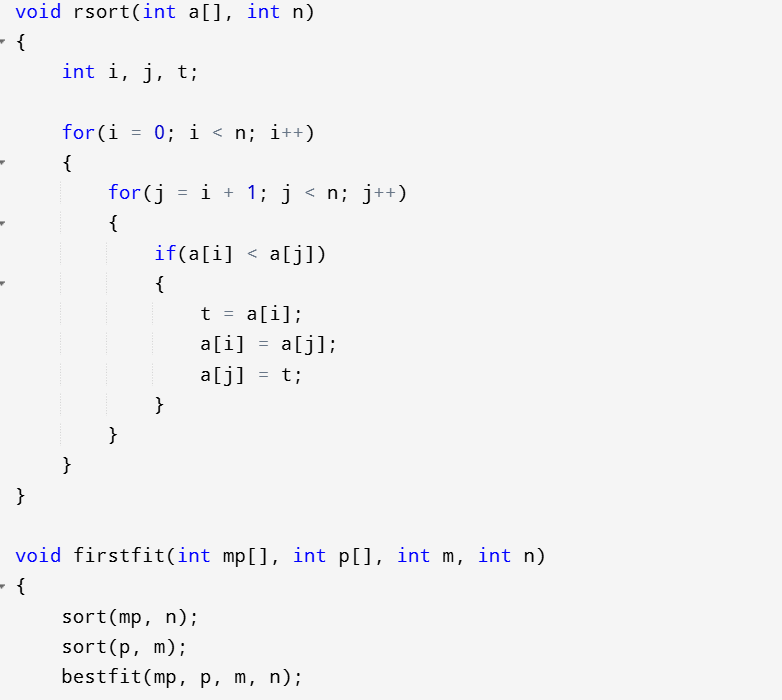 void rsort(int a[], int n)
{
    int i, j, t;

    for(i = 0; i < n; i++)
    {
        for(j = i + 1; j < n; j++)
        {
            if(a[i] < a[j])
            {
                t = a[i];
                a[i] = a[j];
                a[j] = t;
            }
        }
    }
}

void firstfit(int mp[], int p[], int m, int n)
{
    sort(mp, n);
    sort(p, m);
    bestfit(mp, p, m, n);